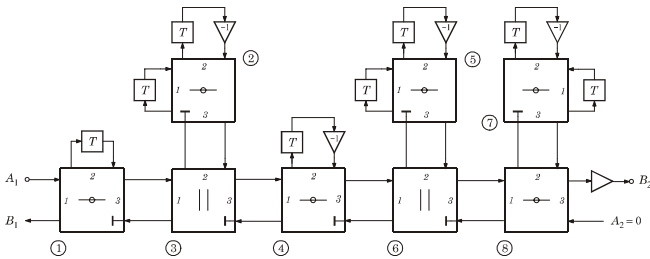 T −1 T −1 T −1
2 ② 2 ⑤ 2
T 1 T 1 1 T
3 3 ⑦ 3
T T −1
A₁ 2 2 2 2 2 B₂
1 3 3 1 3 3 3
B₁ 1 1 1 1 A₂=0
① ③ ④ ⑥ ⑧